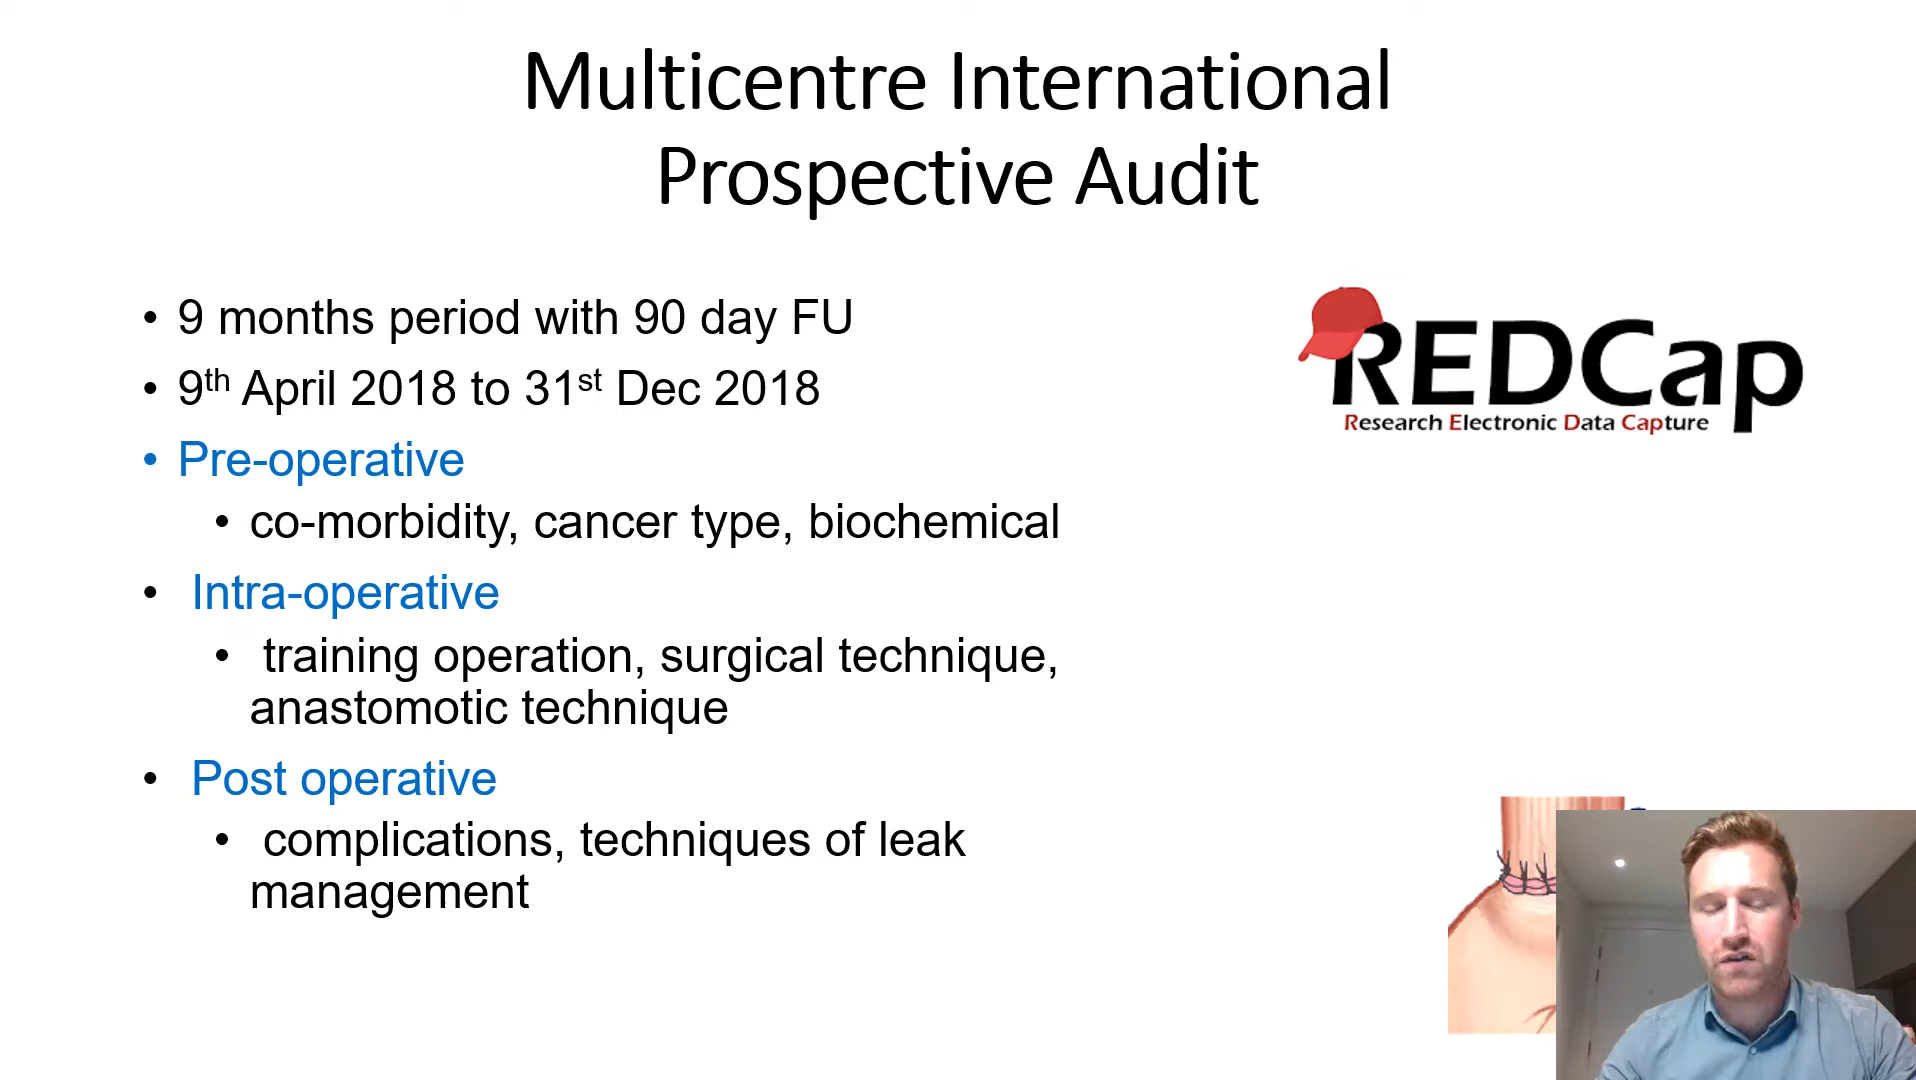 Multicentre International
Prospective Audit
• 9 months period with 90 day FU
• 9th April 2018 to 31st Dec 2018
• Pre-operative
• co-morbidity, cancer type, biochemical
• Intra-operative
• training operation, surgical technique,
anastomotic technique
• Post operative
• complications, techniques of leak
management
REDCap
Research Electronic Data Capture